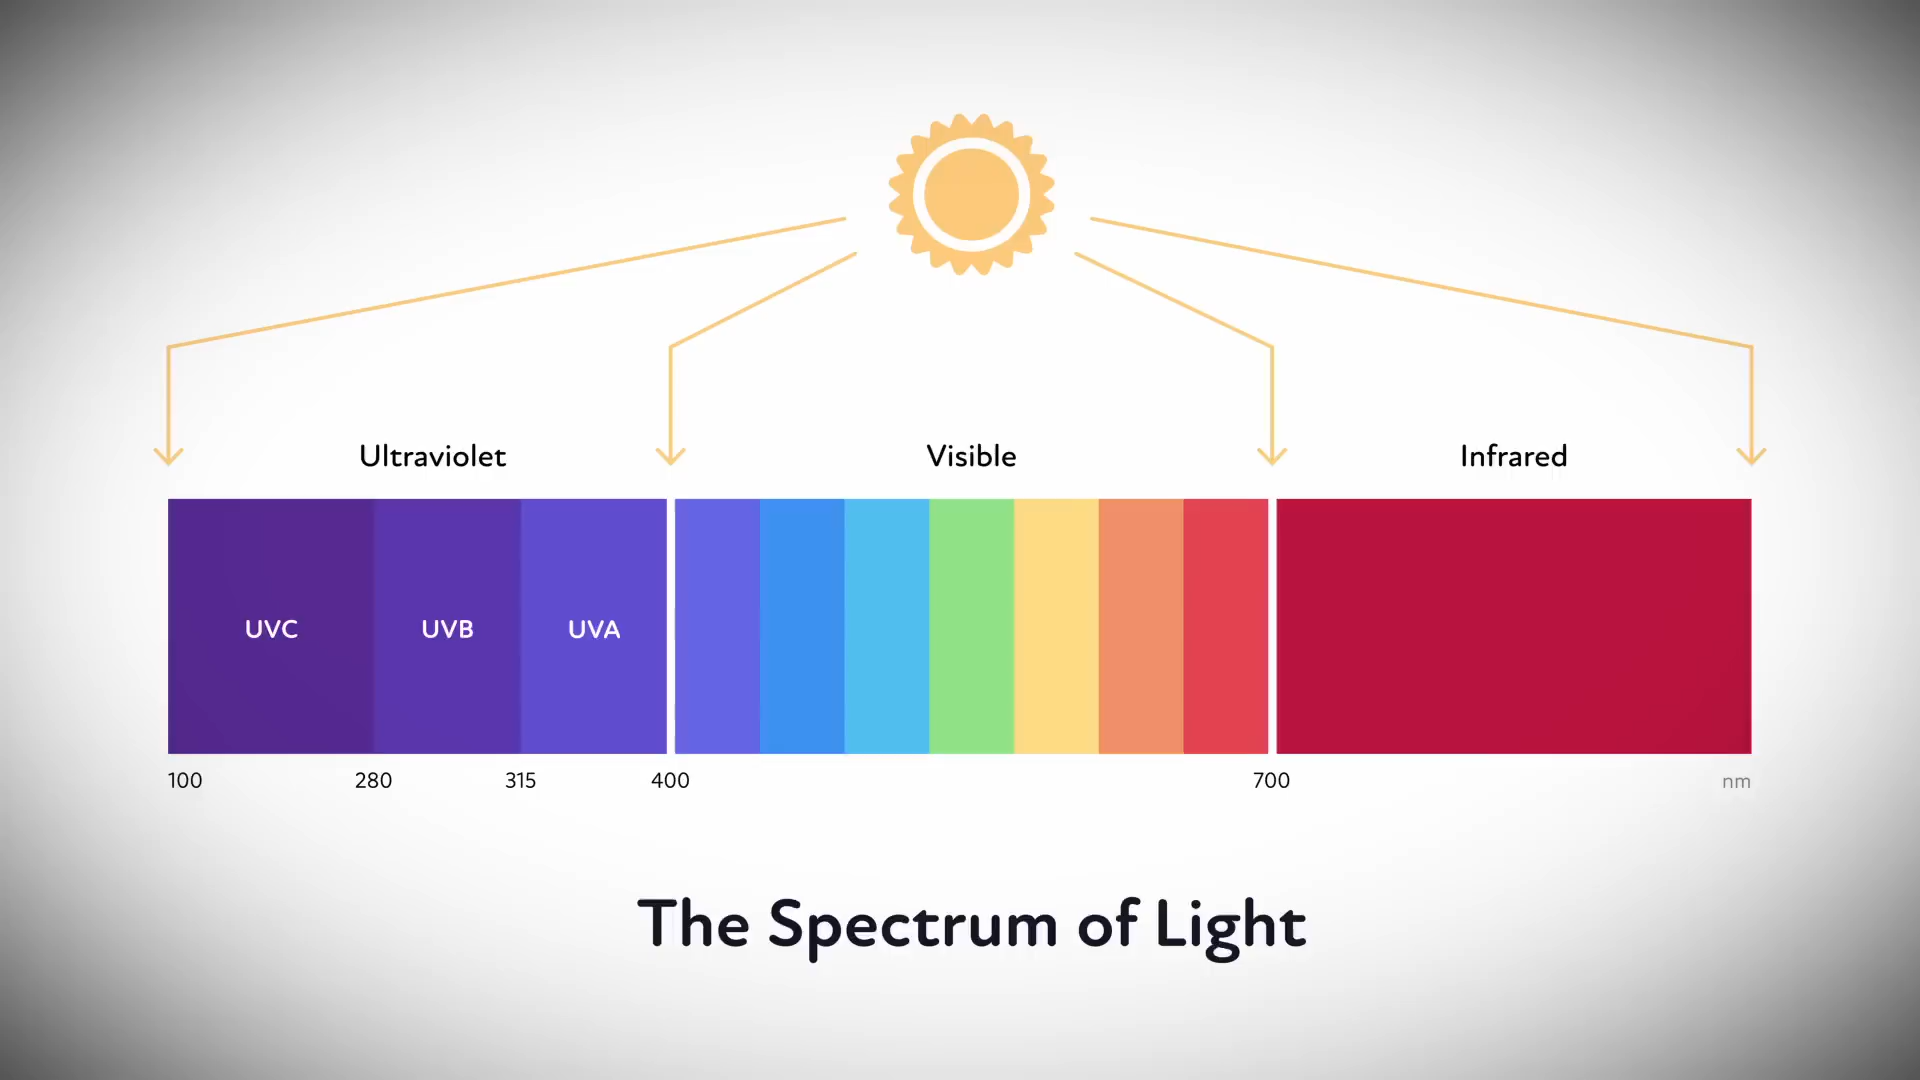 Ultraviolet Visible Infrared
UVC UVB UVA
100 280 315 400 700 nm
The Spectrum of Light